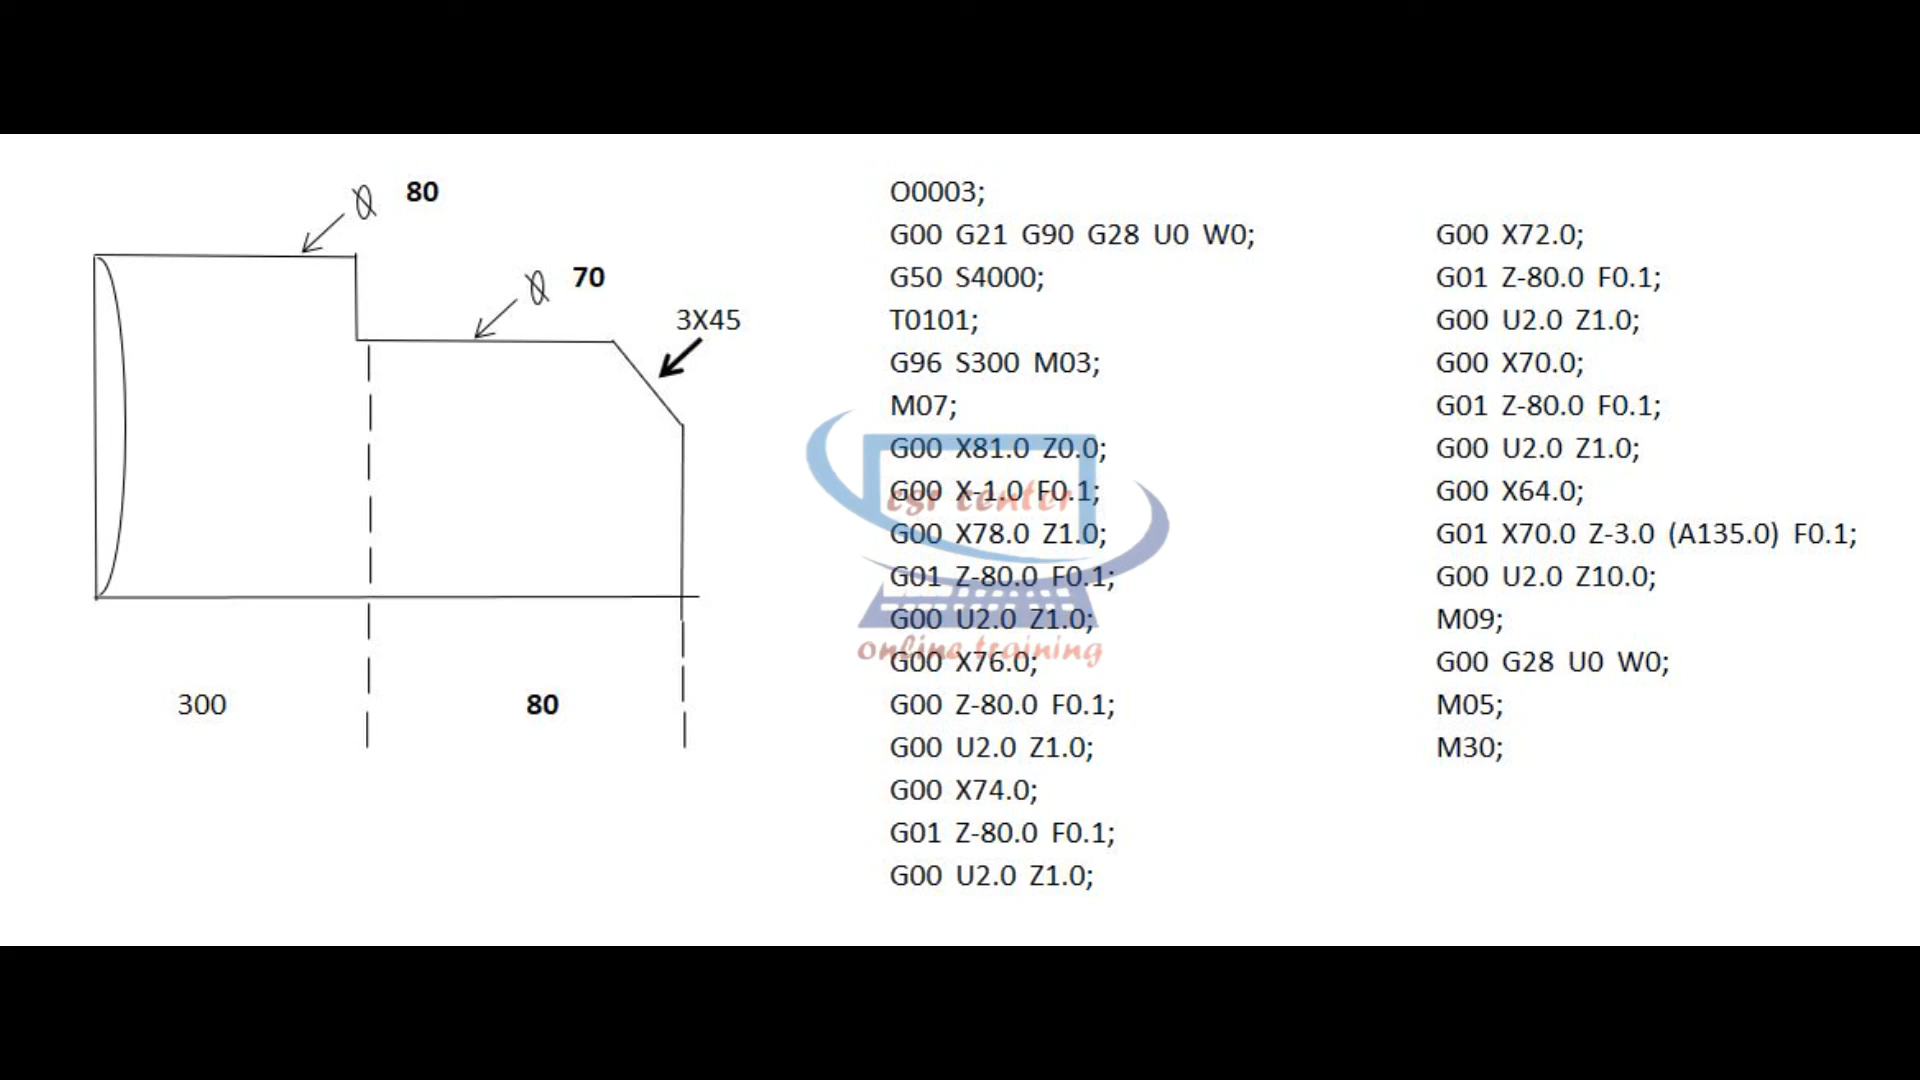 Ø 80
Ø 70
3X45
300
80
O0003;
G00 G21 G90 G28 U0 W0;
G50 S4000;
T0101;
G96 S300 M03;
M07;
G00 X81.0 Z0.0;
G00 X-1.0 F0.1;
G00 X78.0 Z1.0;
G01 Z-80.0 F0.1;
G00 U2.0 Z1.0;
G00 X76.0;
G00 Z-80.0 F0.1;
G00 U2.0 Z1.0;
G00 X74.0;
G01 Z-80.0 F0.1;
G00 U2.0 Z1.0;
G00 X72.0;
G01 Z-80.0 F0.1;
G00 U2.0 Z1.0;
G00 X70.0;
G01 Z-80.0 F0.1;
G00 U2.0 Z1.0;
G00 X64.0;
G01 X70.0 Z-3.0 (A135.0) F0.1;
G00 U2.0 Z10.0;
M09;
G00 G28 U0 W0;
M05;
M30;
csr center
online training